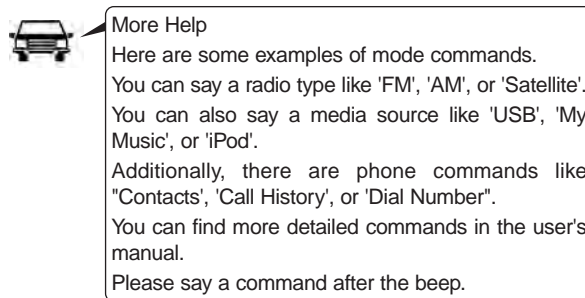 More Help
Here are some examples of mode commands.
You can say a radio type like 'FM', 'AM', or 'Satellite'.
You can also say a media source like 'USB', 'My
Music', or 'iPod'.
Additionally, there are phone commands like
"Contacts', 'Call History', or 'Dial Number".
You can find more detailed commands in the user's
manual.
Please say a command after the beep.